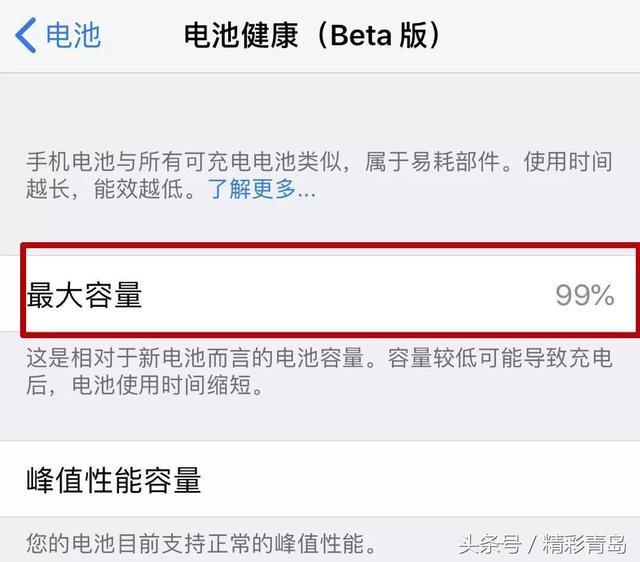 电池
电池健康（Beta 版）
手机电池与所有可充电电池类似，属于易耗部件。使用时间
越长，能效越低。了解更多...
最大容量 99%
这是相对于新电池而言的电池容量。容量较低可能导致充电
后，电池使用时间缩短。
峰值性能容量
您的电池目前支持正常的峰值性能。
头条号 / 精彩青岛